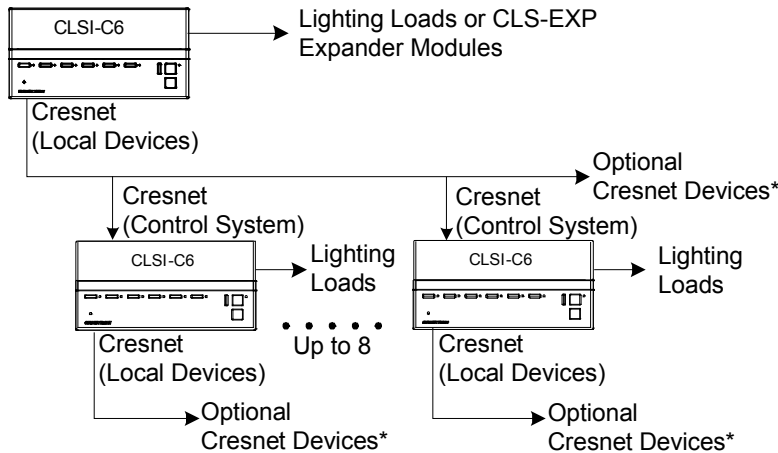 CLSI-C6
Lighting Loads or CLS-EXP
Expander Modules
Cresnet
(Local Devices)
Optional
Cresnet Devices*
Cresnet
(Control System)
Cresnet
(Control System)
CLSI-C6
Lighting
Loads
CLSI-C6
Lighting
Loads
Up to 8
Cresnet
(Local Devices)
Cresnet
(Local Devices)
Optional
Cresnet Devices*
Optional
Cresnet Devices*